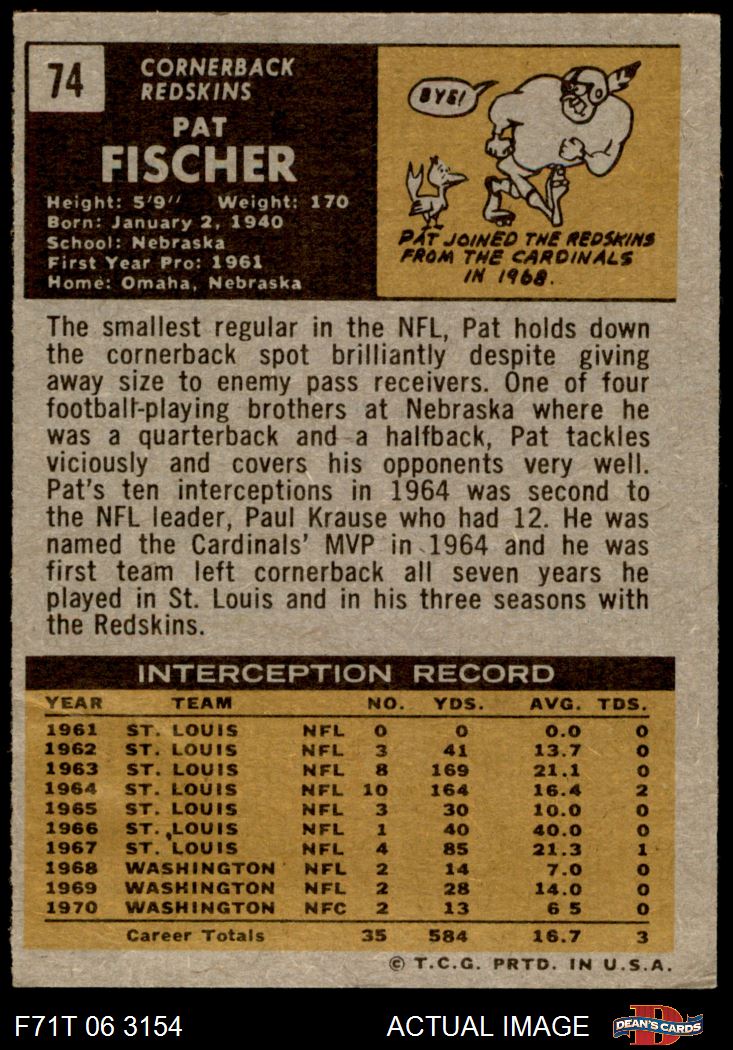 74
CORNERBACK
REDSKINS
PAT
FISCHER
Height: 5'9" Weight: 170
Born: January 2, 1940
School: Nebraska
First Year Pro: 1961
Home: Omaha, Nebraska
BYE!
PAT JOINED THE REDSKINS
FROM THE CARDINALS
IN 1968.
The smallest regular in the NFL, Pat holds down
the cornerback spot brilliantly despite giving
away size to enemy pass receivers. One of four
football-playing brothers at Nebraska where he
was a quarterback and a halfback, Pat tackles
viciously and covers his opponents very well.
Pat's ten interceptions in 1964 was second to
the NFL leader, Paul Krause who had 12. He was
named the Cardinals' MVP in 1964 and he was
first team left cornerback all seven years he
played in St. Louis and in his three seasons with
the Redskins.
INTERCEPTION RECORD
YEAR TEAM NO. YDS. AVG. TDS.
1961 ST. LOUIS NFL 0 0 0.0 0
1962 ST. LOUIS NFL 3 41 13.7 0
1963 ST. LOUIS NFL 8 169 21.1 0
1964 ST. LOUIS NFL 10 164 16.4 2
1965 ST. LOUIS NFL 3 30 10.0 0
1966 ST. LOUIS NFL 1 40 40.0 0
1967 ST. LOUIS NFL 4 85 21.3 1
1968 WASHINGTON NFL 2 14 7.0 0
1969 WASHINGTON NFL 2 28 14.0 0
1970 WASHINGTON NFC 2 13 6 5 0
Career Totals 35 584 16.7 3
© T.C.G. PRTD. IN U.S.A.
F71T 06 3154 ACTUAL IMAGE DEAN'S CARDS